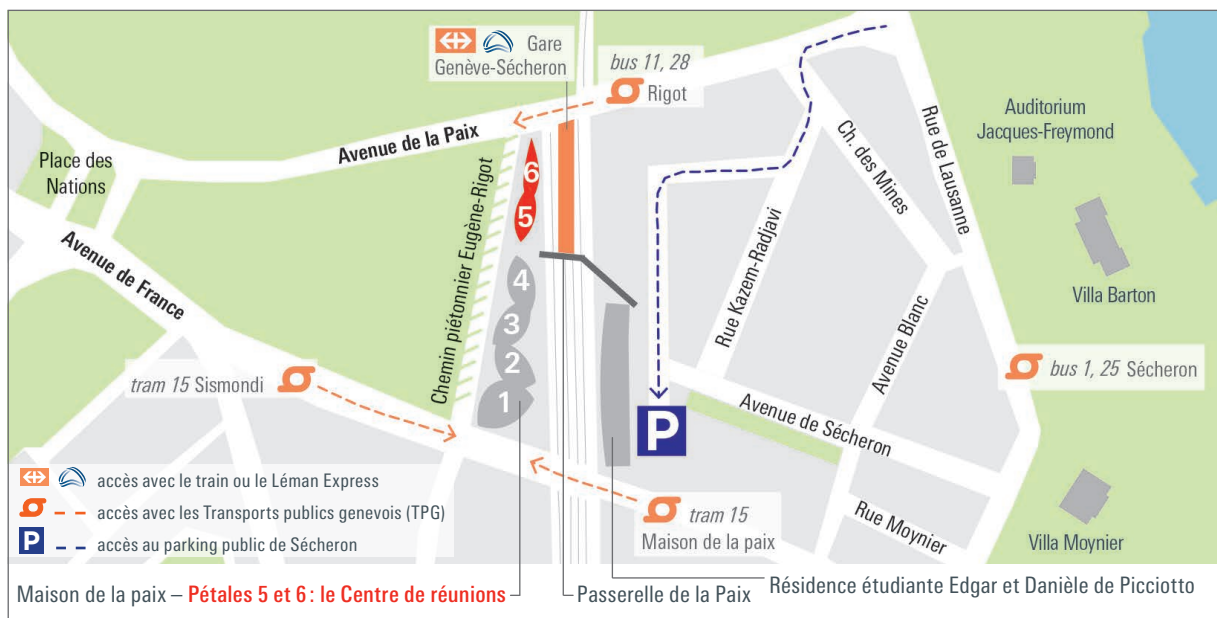 Gare
Genève-Sécheron
bus 11, 28
Rigot
Auditorium
Jacques-Freymond
Place des
Nations
Avenue de la Paix
Chemin piétonnier Eugène-Rigot
Ch. des Mines
Rue de Lausanne
6
5
4
3
2
1
Avenue de France
Rue Kazem-Radjavi
Villa Barton
Avenue Blanc
tram 15 Sismondi
bus 1, 25 Sécheron
P
Avenue de Sécheron
accès avec le train ou le Léman Express
accès avec les Transports publics genevois (TPG)
P accès au parking public de Sécheron
tram 15
Maison de la paix
Rue Moynier
Villa Moynier
Maison de la paix – Pétales 5 et 6 : le Centre de réunions
Passerelle de la Paix
Résidence étudiante Edgar et Danièle de Picciotto